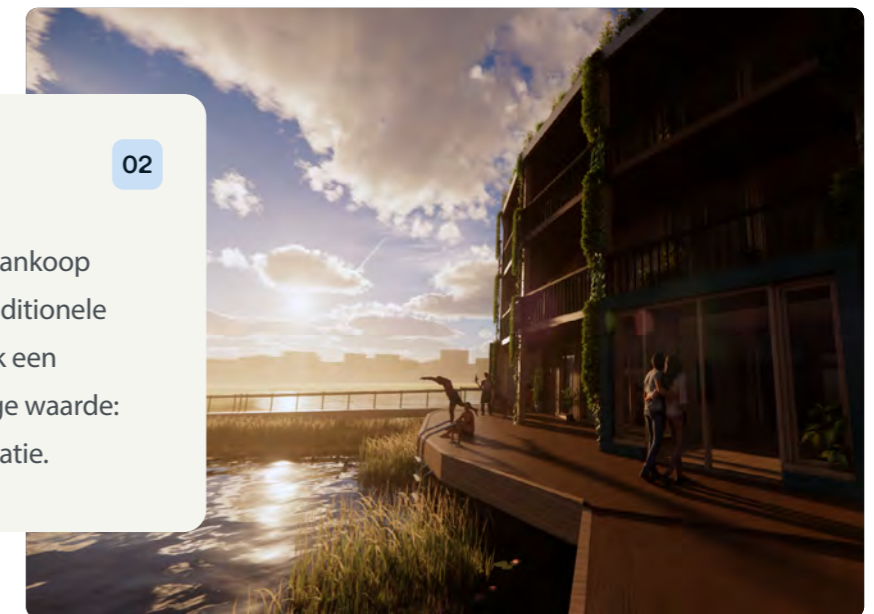 02
ankoop
ditionele
k een
ge waarde:
atie.